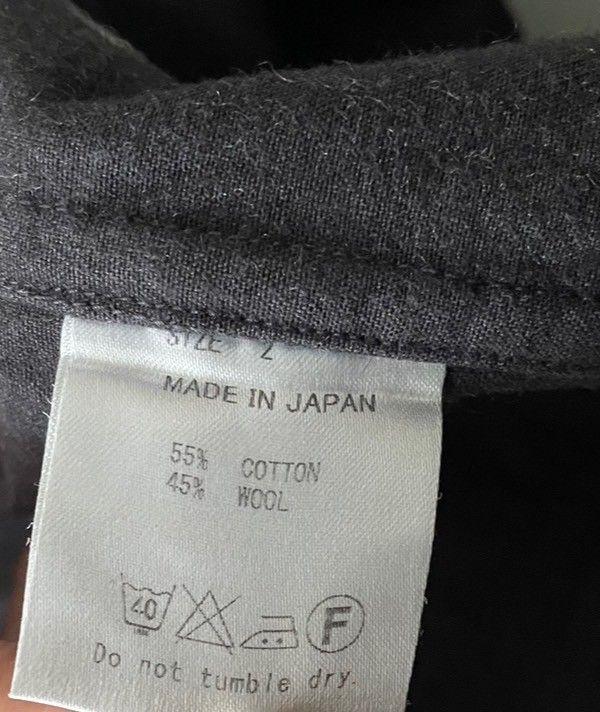 SIZE 2
MADE IN JAPAN
55% COTTON
45% WOOL
40 F
Do not tumble dry.